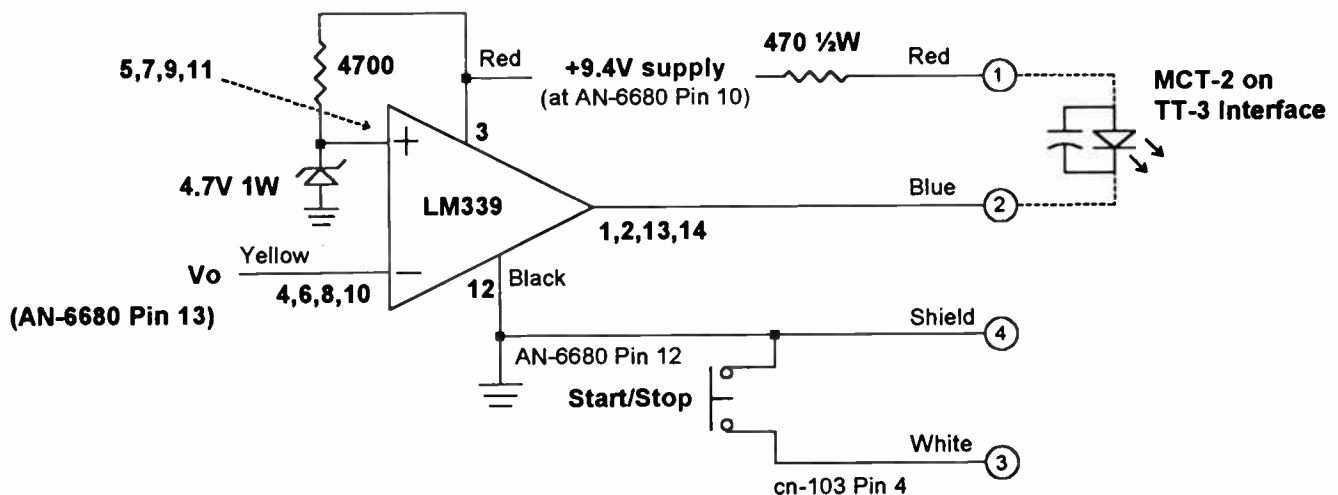 5,7,9,11
4700
Red
+9.4V supply
(at AN-6680 Pin 10)
470 ½W
Red
1
MCT-2 on
TT-3 Interface
+
3
4.7V 1W
LM339
Blue
2
1,2,13,14
Vo
Yellow
−
4,6,8,10
12
Black
(AN-6680 Pin 13)
Shield
4
AN-6680 Pin 12
Start/Stop
White
3
cn-103 Pin 4